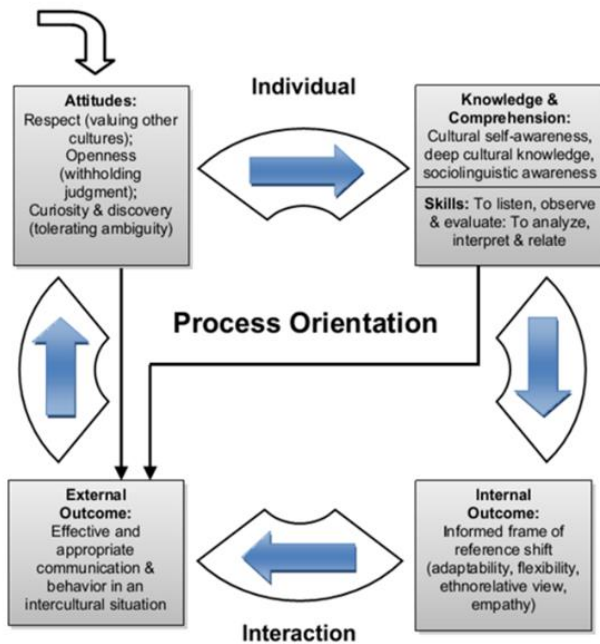 Individual
Attitudes:
Respect (valuing other
cultures);
Openness
(withholding
judgment);
Curiosity & discovery
(tolerating ambiguity)
Knowledge &
Comprehension:
Cultural self-awareness,
deep cultural knowledge,
sociolinguistic awareness
Skills: To listen, observe
& evaluate: To analyze,
interpret & relate
Process Orientation
External
Outcome:
Effective and
appropriate
communication &
behavior in an
intercultural situation
Internal
Outcome:
Informed frame of
reference shift
(adaptability, flexibility,
ethnorelative view,
empathy)
Interaction